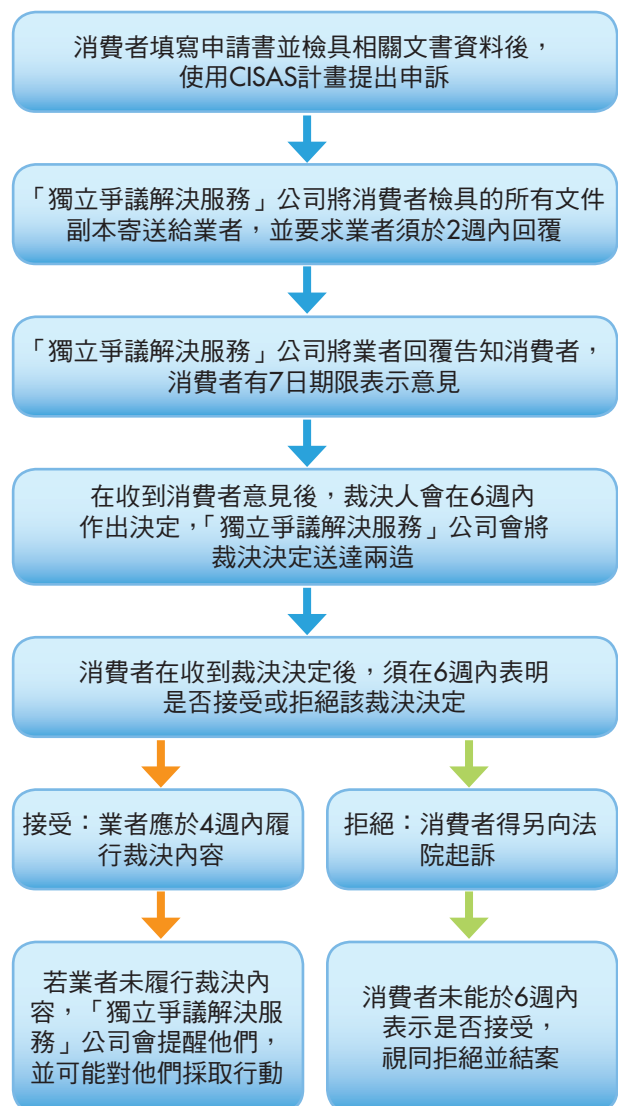 消費者填寫申請書並檢具相關文書資料後，
使用CISAS計畫提出申訴
「獨立爭議解決服務」公司將消費者檢具的所有文件
副本寄送給業者，並要求業者須於2週內回覆
「獨立爭議解決服務」公司將業者回覆告知消費者，
消費者有7日期限表示意見
在收到消費者意見後，裁決人會在6週內
作出決定，「獨立爭議解決服務」公司會將
裁決決定送達兩造
消費者在收到裁決決定後，須在6週內表明
是否接受或拒絕該裁決決定
接受：業者應於4週內履
行裁決內容
拒絕：消費者得另向法
院起訴
若業者未履行裁決內
容，「獨立爭議解決服
務」公司會提醒他們，
並可能對他們採取行動
消費者未能於6週內
表示是否接受，
視同拒絕並結案